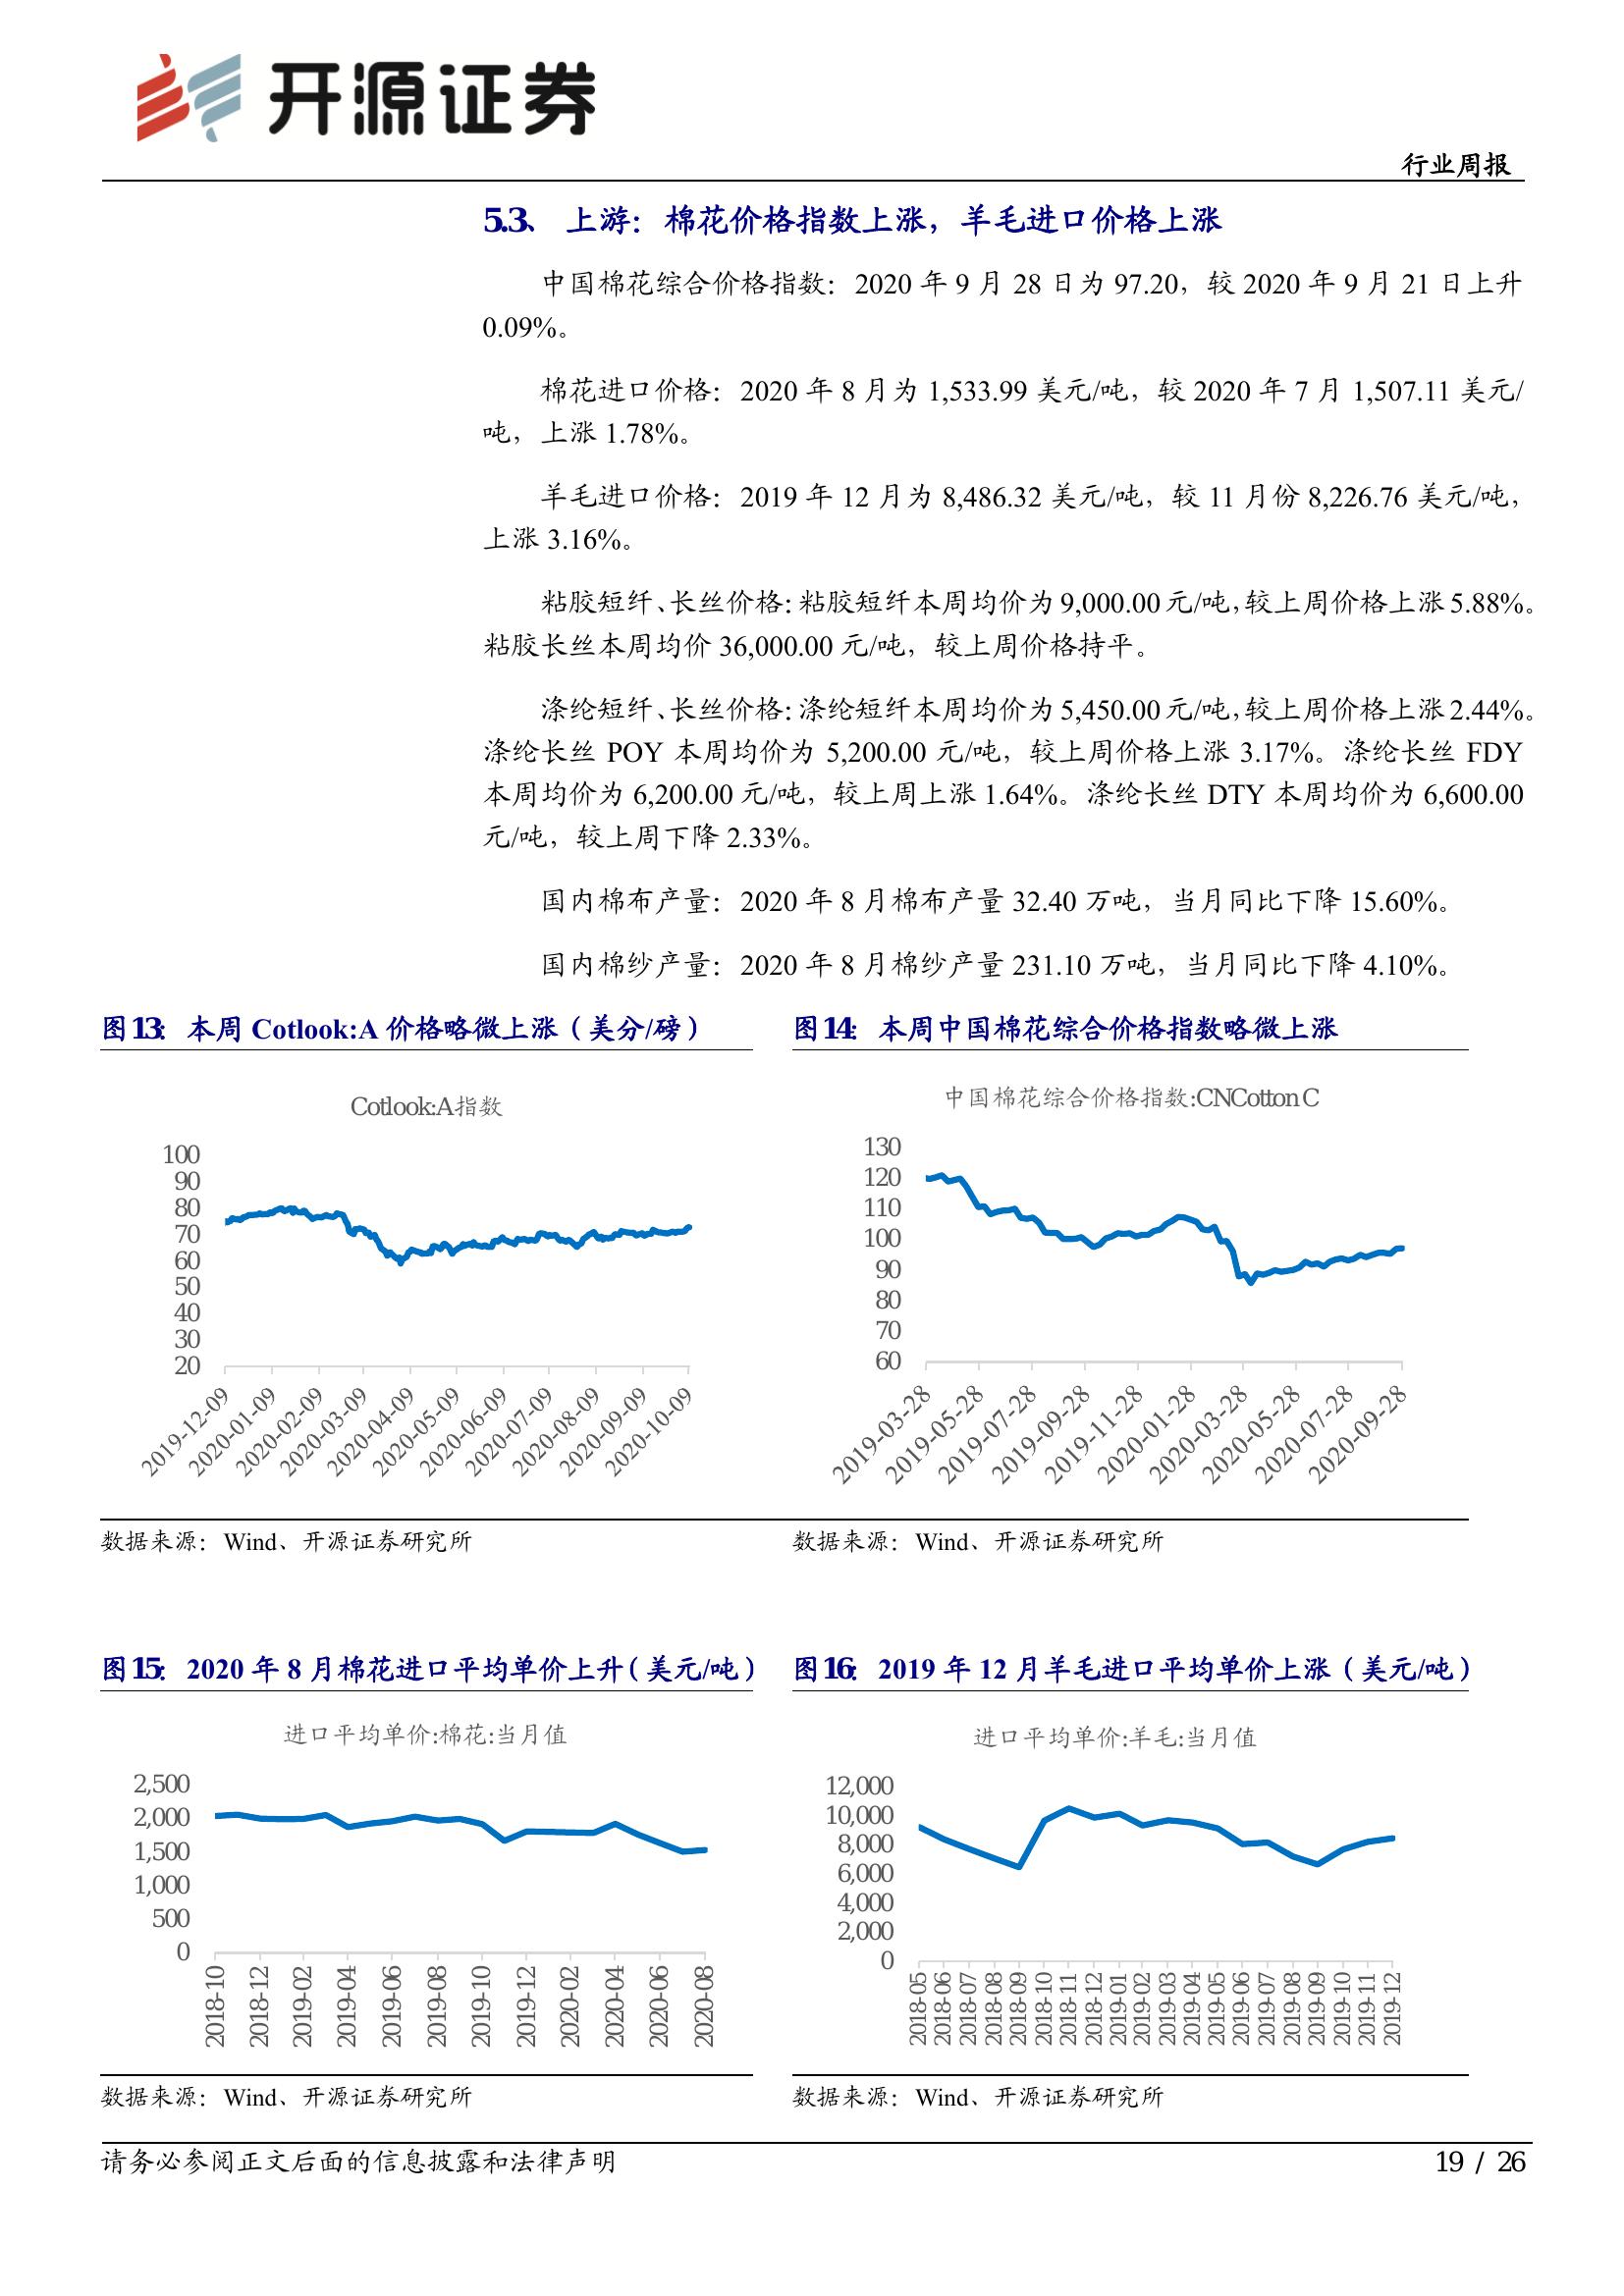 开源证券
行业周报
5.3、 上游：棉花价格指数上涨，羊毛进口价格上涨
中国棉花综合价格指数：2020 年 9 月 28 日为 97.20，较 2020 年 9 月 21 日上升
0.09%。
棉花进口价格：2020 年 8 月为 1,533.99 美元/吨，较 2020 年 7 月 1,507.11 美元/
吨，上涨 1.78%。
羊毛进口价格：2019 年 12 月为 8,486.32 美元/吨，较 11 月份 8,226.76 美元/吨，
上涨 3.16%。
粘胶短纤、长丝价格：粘胶短纤本周均价为 9,000.00 元/吨，较上周价格上涨 5.88%。
粘胶长丝本周均价 36,000.00 元/吨，较上周价格持平。
涤纶短纤、长丝价格：涤纶短纤本周均价为 5,450.00 元/吨，较上周价格上涨 2.44%。
涤纶长丝 POY 本周均价为 5,200.00 元/吨，较上周价格上涨 3.17%。涤纶长丝 FDY
本周均价为 6,200.00 元/吨，较上周上涨 1.64%。涤纶长丝 DTY 本周均价为 6,600.00
元/吨，较上周下降 2.33%。
国内棉布产量：2020 年 8 月棉布产量 32.40 万吨，当月同比下降 15.60%。
国内棉纱产量：2020 年 8 月棉纱产量 231.10 万吨，当月同比下降 4.10%。
图13： 本周 Cotlook:A 价格略微上涨（美分/磅）
Cotlook:A指数
100
90
80
70
60
50
40
30
20
2019-12-09
2020-01-09
2020-02-09
2020-03-09
2020-04-09
2020-05-09
2020-06-09
2020-07-09
2020-08-09
2020-09-09
2020-10-09
数据来源：Wind、开源证券研究所
图14： 本周中国棉花综合价格指数略微上涨
中国棉花综合价格指数:CNCotton C
130
120
110
100
90
80
70
60
2019-03-28
2019-05-28
2019-07-28
2019-09-28
2019-11-28
2020-01-28
2020-03-28
2020-05-28
2020-07-28
2020-09-28
数据来源：Wind、开源证券研究所
图15： 2020 年 8 月棉花进口平均单价上升（美元/吨）
进口平均单价:棉花:当月值
2,500
2,000
1,500
1,000
500
0
2018-10
2018-12
2019-02
2019-04
2019-06
2019-08
2019-10
2019-12
2020-02
2020-04
2020-06
2020-08
数据来源：Wind、开源证券研究所
图16： 2019 年 12 月羊毛进口平均单价上涨（美元/吨）
进口平均单价:羊毛:当月值
12,000
10,000
8,000
6,000
4,000
2,000
0
2018-05
2018-06
2018-07
2018-08
2018-09
2018-10
2018-11
2018-12
2019-01
2019-02
2019-03
2019-04
2019-05
2019-06
2019-07
2019-08
2019-09
2019-10
2019-11
2019-12
数据来源：Wind、开源证券研究所
请务必参阅正文后面的信息披露和法律声明
19 / 26